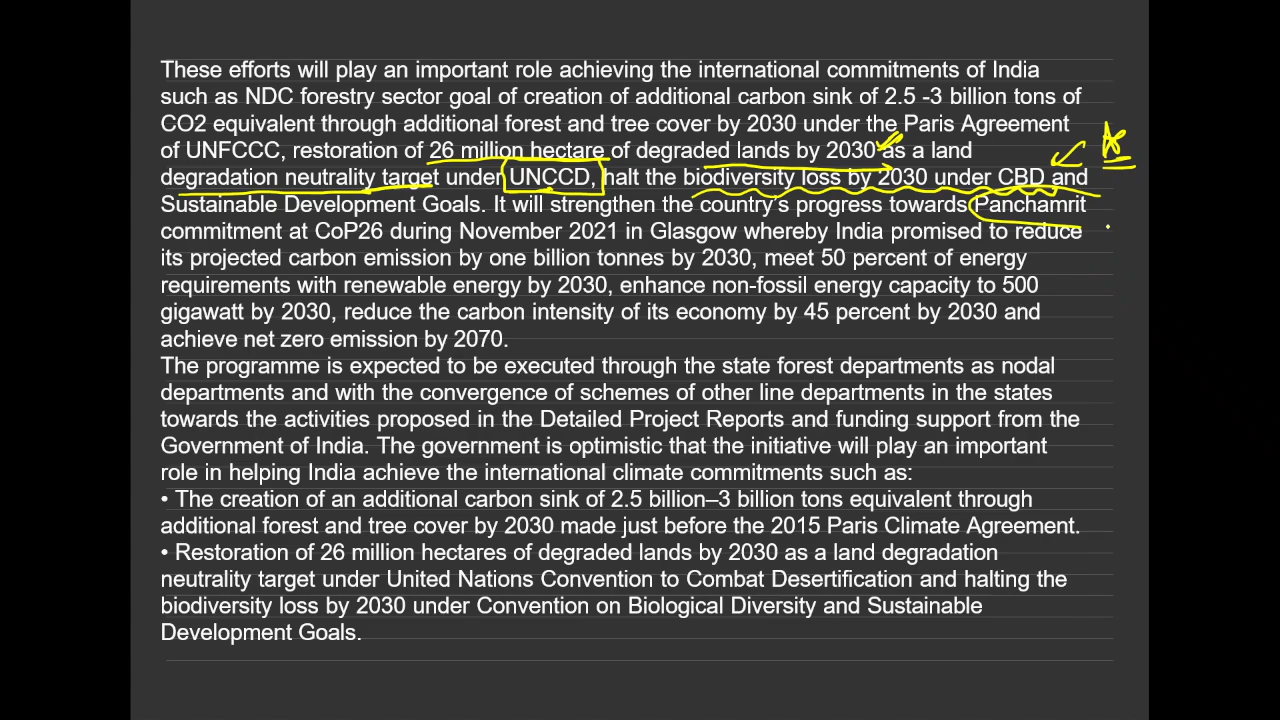 These efforts will play an important role achieving the international commitments of India
such as NDC forestry sector goal of creation of additional carbon sink of 2.5 -3 billion tons of
CO2 equivalent through additional forest and tree cover by 2030 under the Paris Agreement
of UNFCCC, restoration of 26 million hectare of degraded lands by 2030 as a land
degradation neutrality target under UNCCD, halt the biodiversity loss by 2030 under CBD and
Sustainable Development Goals. It will strengthen the country's progress towards Panchamrit
commitment at CoP26 during November 2021 in Glasgow whereby India promised to reduce
its projected carbon emission by one billion tonnes by 2030, meet 50 percent of energy
requirements with renewable energy by 2030, enhance non-fossil energy capacity to 500
gigawatt by 2030, reduce the carbon intensity of its economy by 45 percent by 2030 and
achieve net zero emission by 2070.
The programme is expected to be executed through the state forest departments as nodal
departments and with the convergence of schemes of other line departments in the states
towards the activities proposed in the Detailed Project Reports and funding support from the
Government of India. The government is optimistic that the initiative will play an important
role in helping India achieve the international climate commitments such as:
• The creation of an additional carbon sink of 2.5 billion–3 billion tons equivalent through
additional forest and tree cover by 2030 made just before the 2015 Paris Climate Agreement.
• Restoration of 26 million hectares of degraded lands by 2030 as a land degradation
neutrality target under United Nations Convention to Combat Desertification and halting the
biodiversity loss by 2030 under Convention on Biological Diversity and Sustainable
Development Goals.